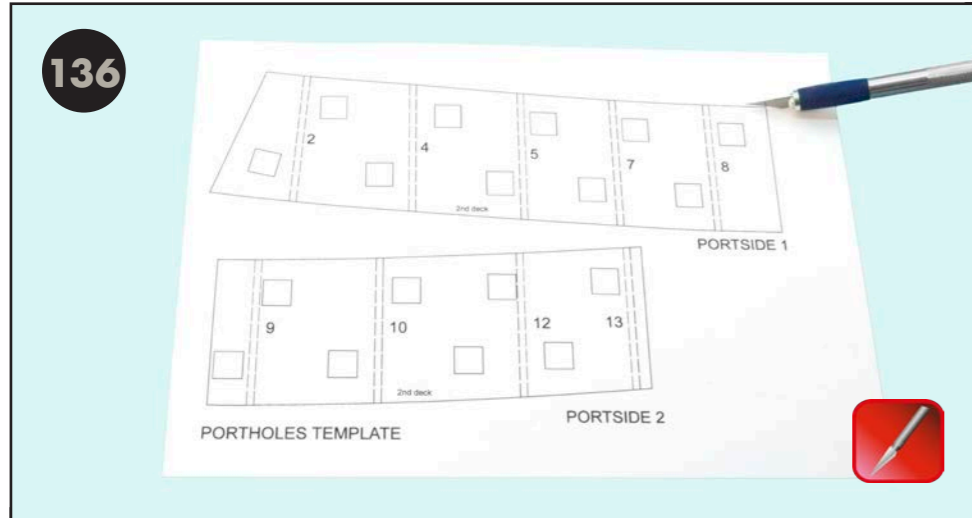 136
2
4
5
7
8
2nd deck
PORTSIDE 1
9
10
12
13
2nd deck
PORTSIDE 2
PORTHOLES TEMPLATE